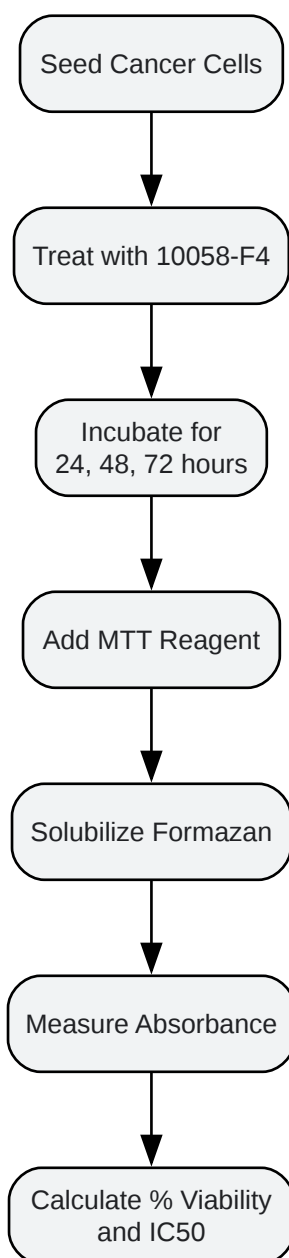 Seed Cancer Cells
Treat with 10058-F4
Incubate for
24, 48, 72 hours
Add MTT Reagent
Solubilize Formazan
Measure Absorbance
Calculate % Viability
and IC50